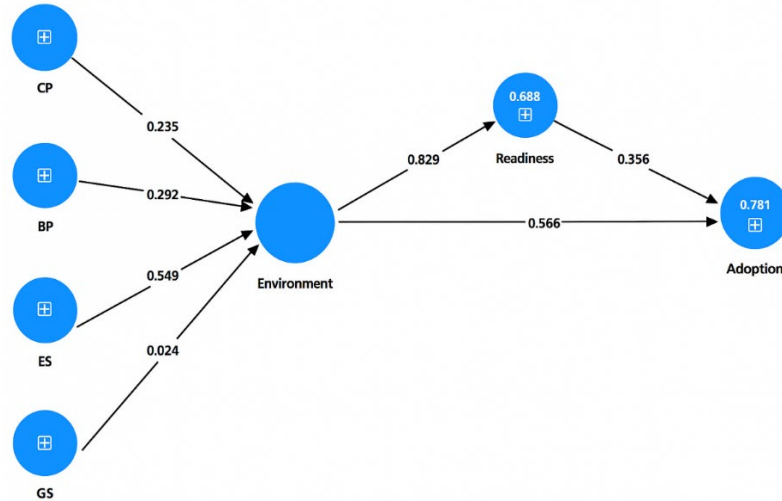 CP
0.235
BP
0.292
ES
0.549
GS
0.024
Environment
0.829
0.688
Readiness
0.356
0.566
0.781
Adoption